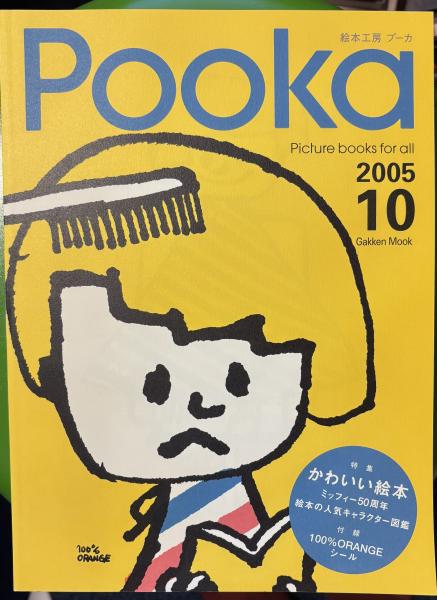 絵本工房 プーカ
Pooka
Picture books for all
2005
10
Gakken Mook
特集
かわいい絵本
ミッフィー50周年
絵本の人気キャラクター図鑑
付録
100%ORANGE
シール
100%
ORANGE